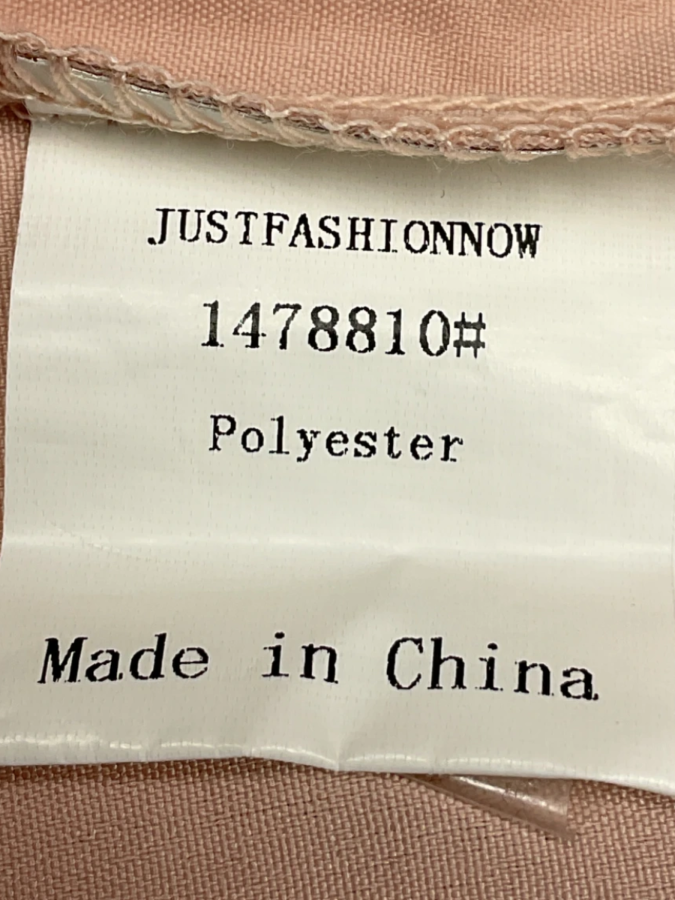 JUSTFASHIONNOW
1478810#
Polyester
Made in China